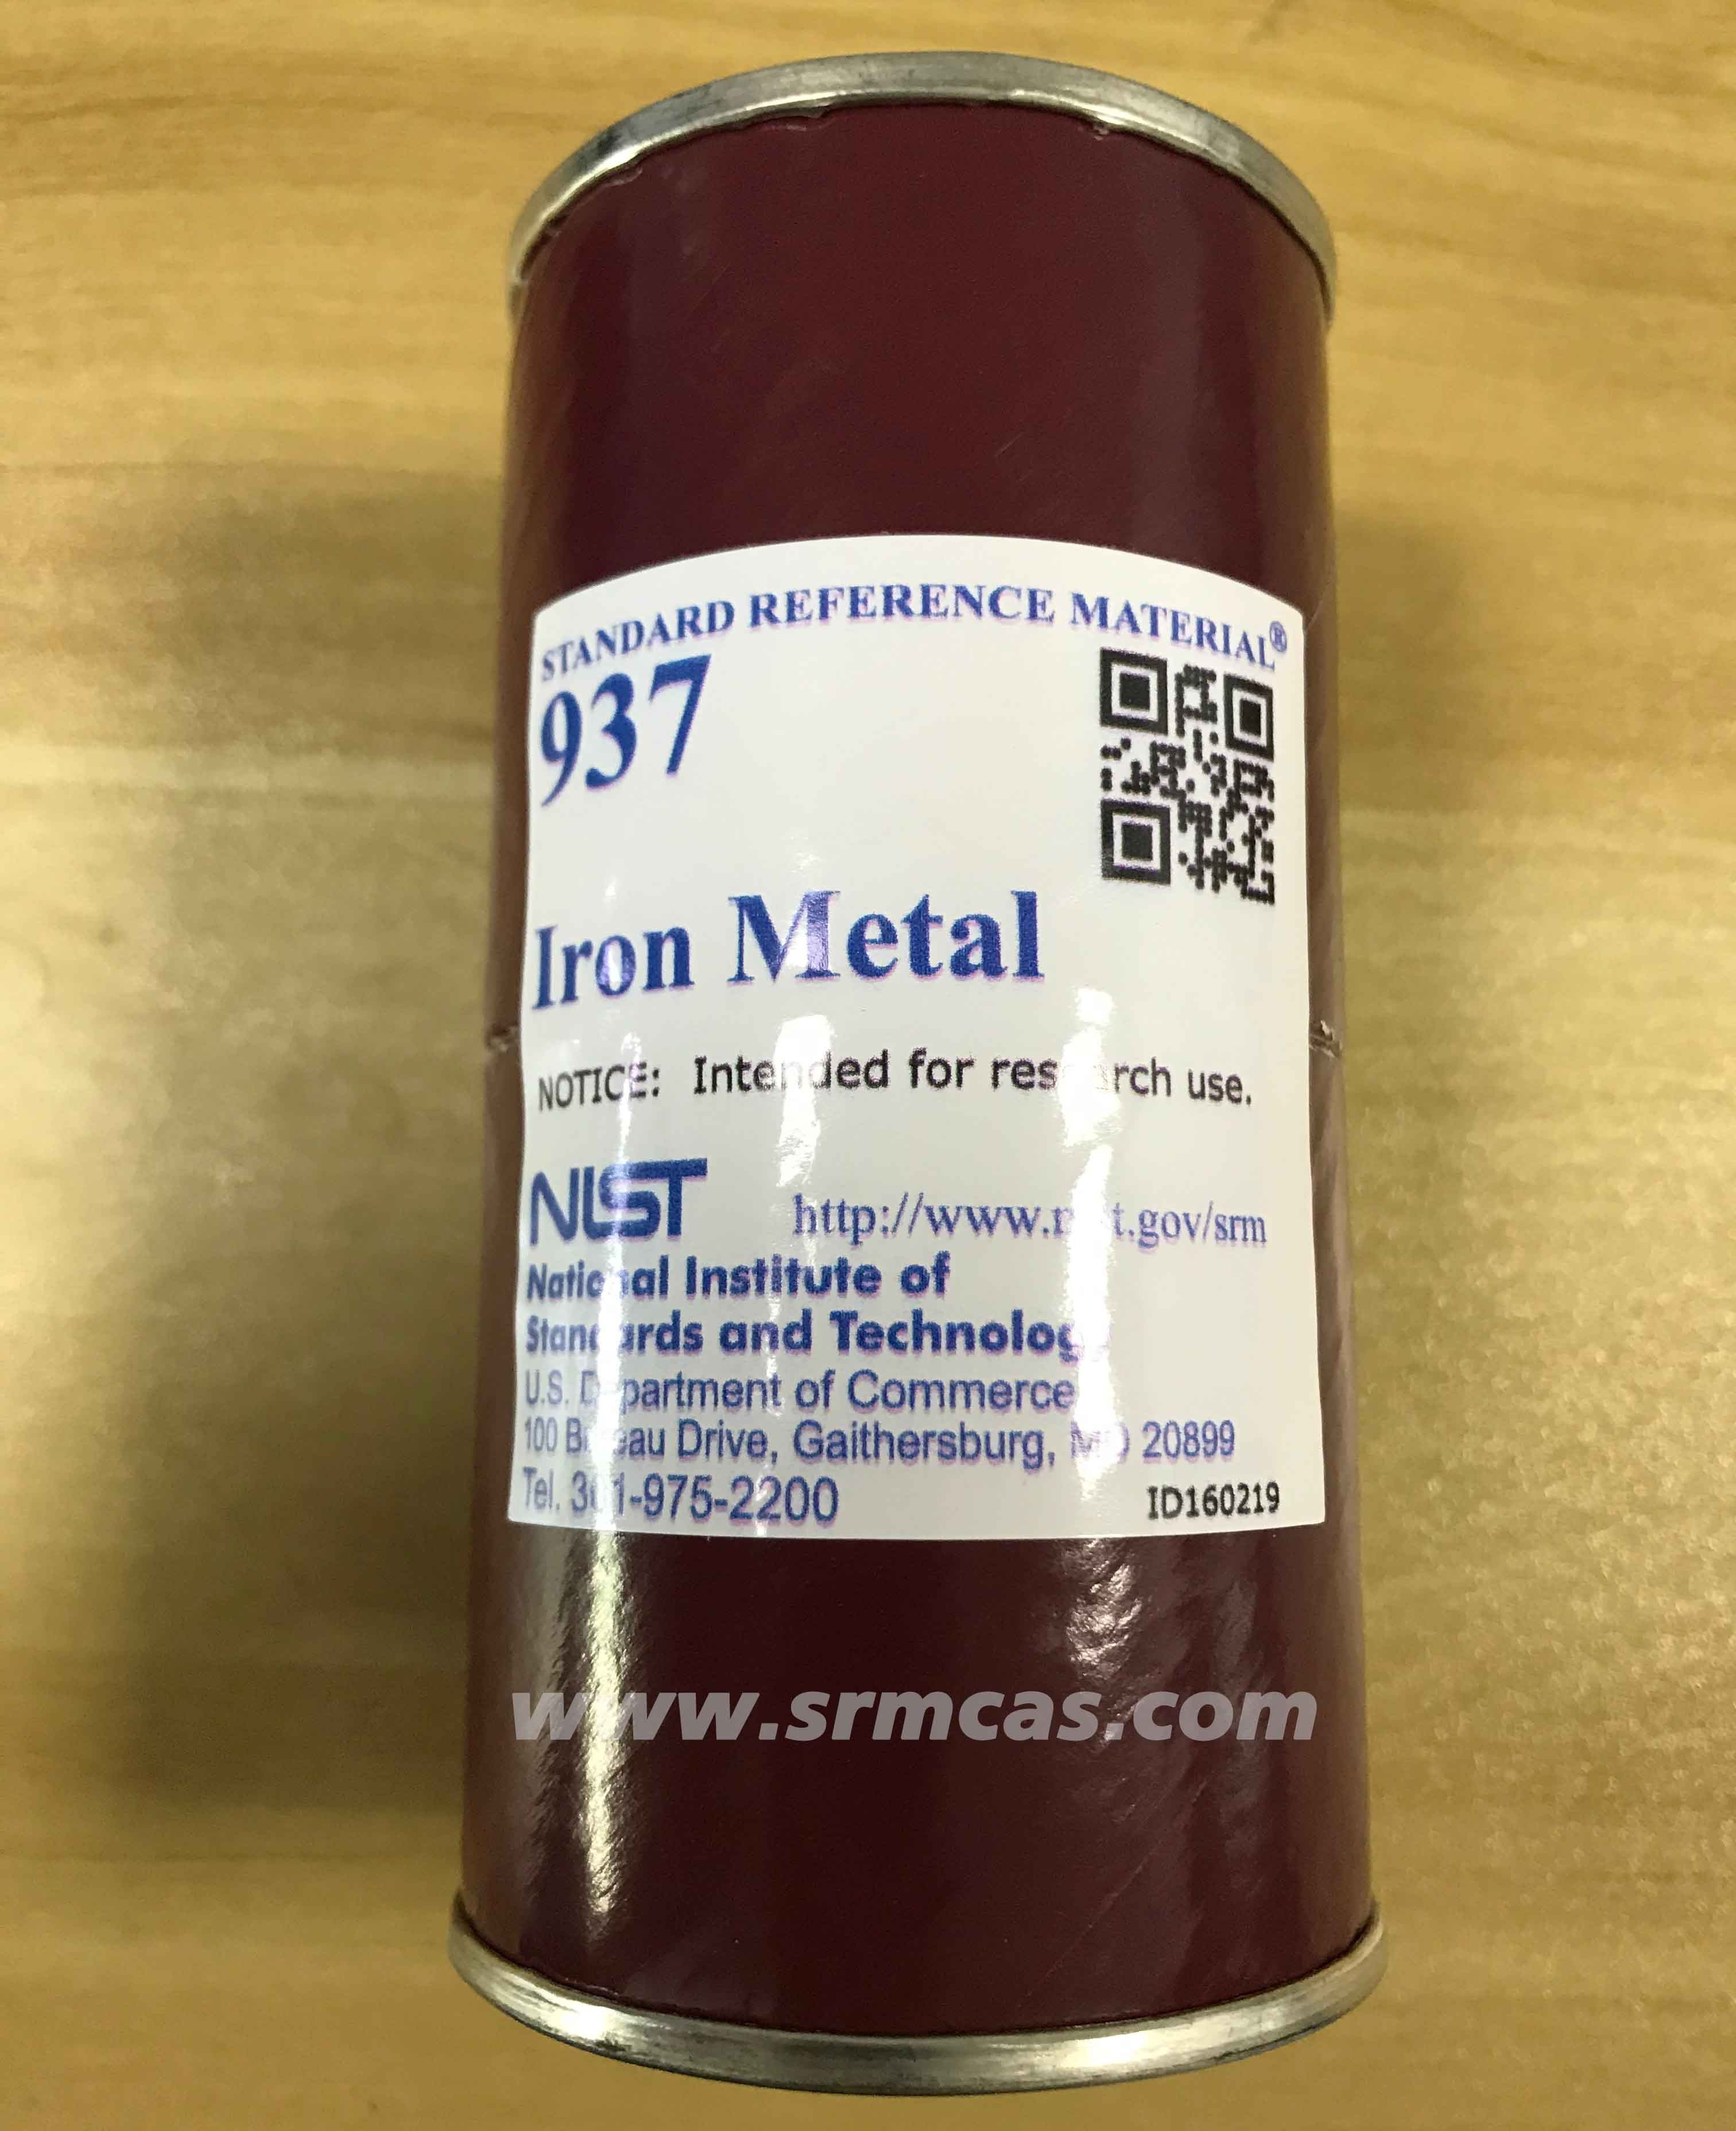 STANDARD REFERENCE MATERIAL®
937
Iron Metal
NOTICE: Intended for research use.
NIST http://www.nist.gov/srm
National Institute of
Standards and Technology
U.S. Department of Commerce
100 Bureau Drive, Gaithersburg, MD 20899
Tel. 301-975-2200 ID160219
www.srmcas.com